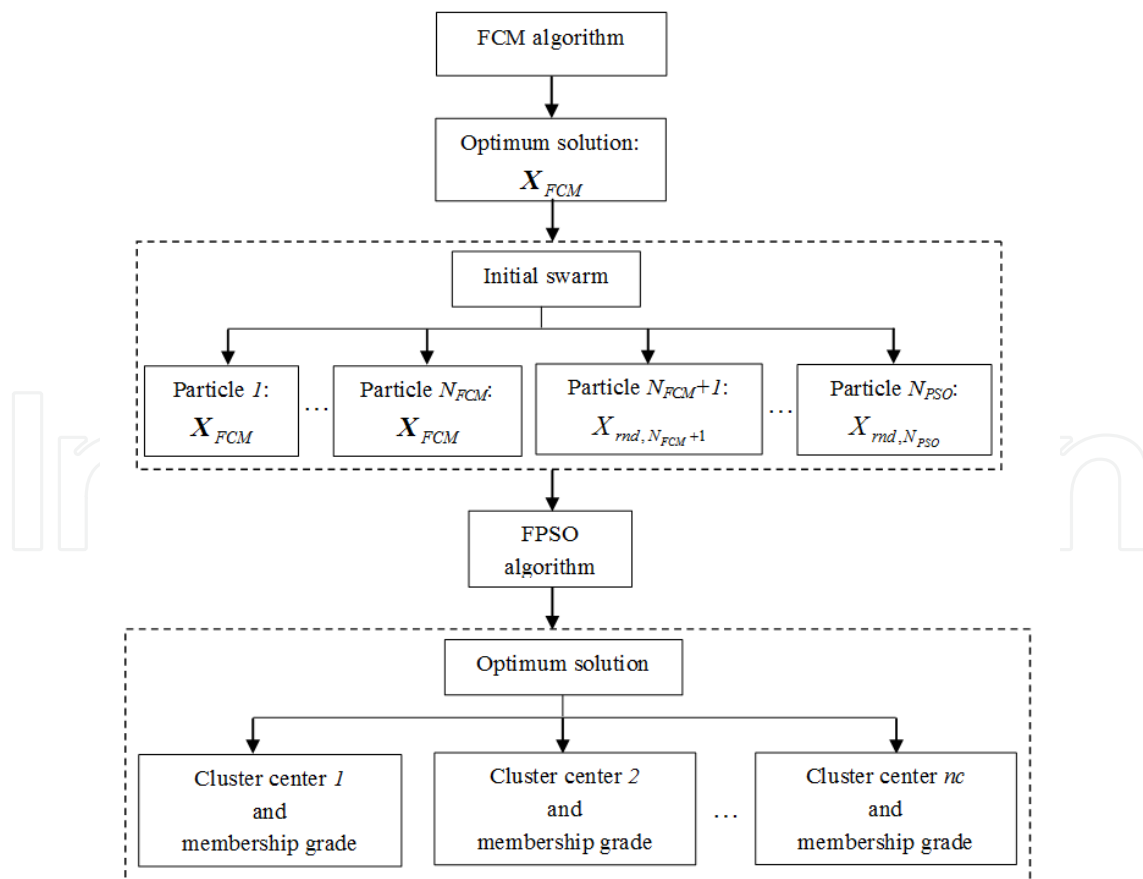 FCM algorithm
Optimum solution:
X_FCM
Initial swarm
Particle 1:
X_FCM
…
Particle N_FCM:
X_FCM
Particle N_FCM+1:
X_rnd, N_FCM+1
…
Particle N_PSO:
X_rnd, N_PSO
FPSO
algorithm
Optimum solution
Cluster center 1
and
membership grade
Cluster center 2
and
membership grade
…
Cluster center nc
and
membership grade